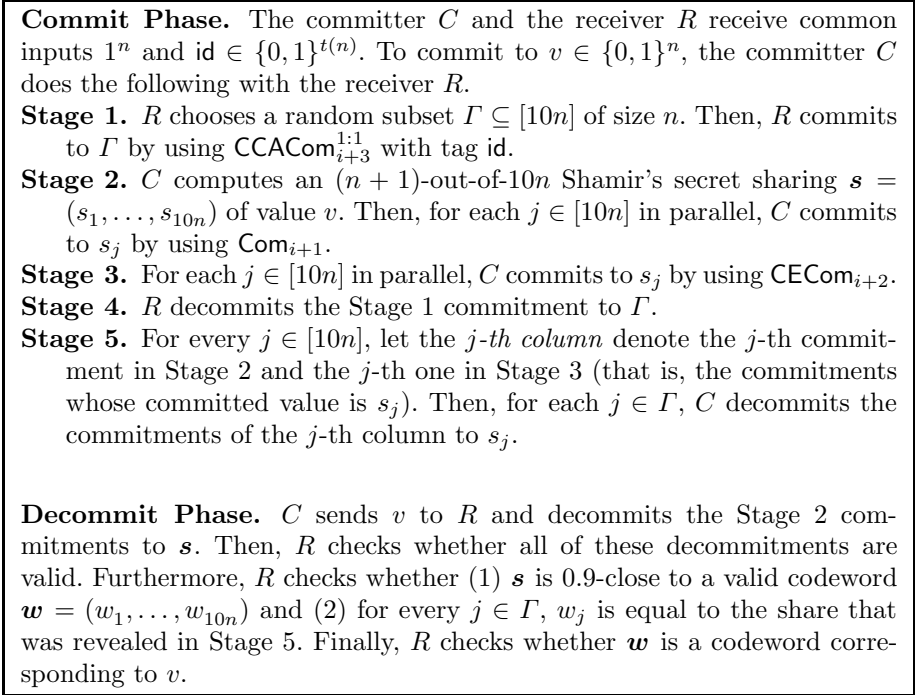 Commit Phase. The committer C and the receiver R receive common
inputs 1^n and id ∈ {0, 1}^{t(n)}. To commit to v ∈ {0, 1}^n, the committer C
does the following with the receiver R.
Stage 1. R chooses a random subset Γ ⊆ [10n] of size n. Then, R commits
to Γ by using CCACom^{1:1}_{i+3} with tag id.
Stage 2. C computes an (n + 1)-out-of-10n Shamir's secret sharing s =
(s_1, . . . , s_{10n}) of value v. Then, for each j ∈ [10n] in parallel, C commits
to s_j by using Com_{i+1}.
Stage 3. For each j ∈ [10n] in parallel, C commits to s_j by using CECom_{i+2}.
Stage 4. R decommits the Stage 1 commitment to Γ.
Stage 5. For every j ∈ [10n], let the j-th column denote the j-th commit-
ment in Stage 2 and the j-th one in Stage 3 (that is, the commitments
whose committed value is s_j). Then, for each j ∈ Γ, C decommits the
commitments of the j-th column to s_j.
Decommit Phase. C sends v to R and decommits the Stage 2 com-
mitments to s. Then, R checks whether all of these decommitments are
valid. Furthermore, R checks whether (1) s is 0.9-close to a valid codeword
w = (w_1, . . . , w_{10n}) and (2) for every j ∈ Γ, w_j is equal to the share that
was revealed in Stage 5. Finally, R checks whether w is a codeword corre-
sponding to v.